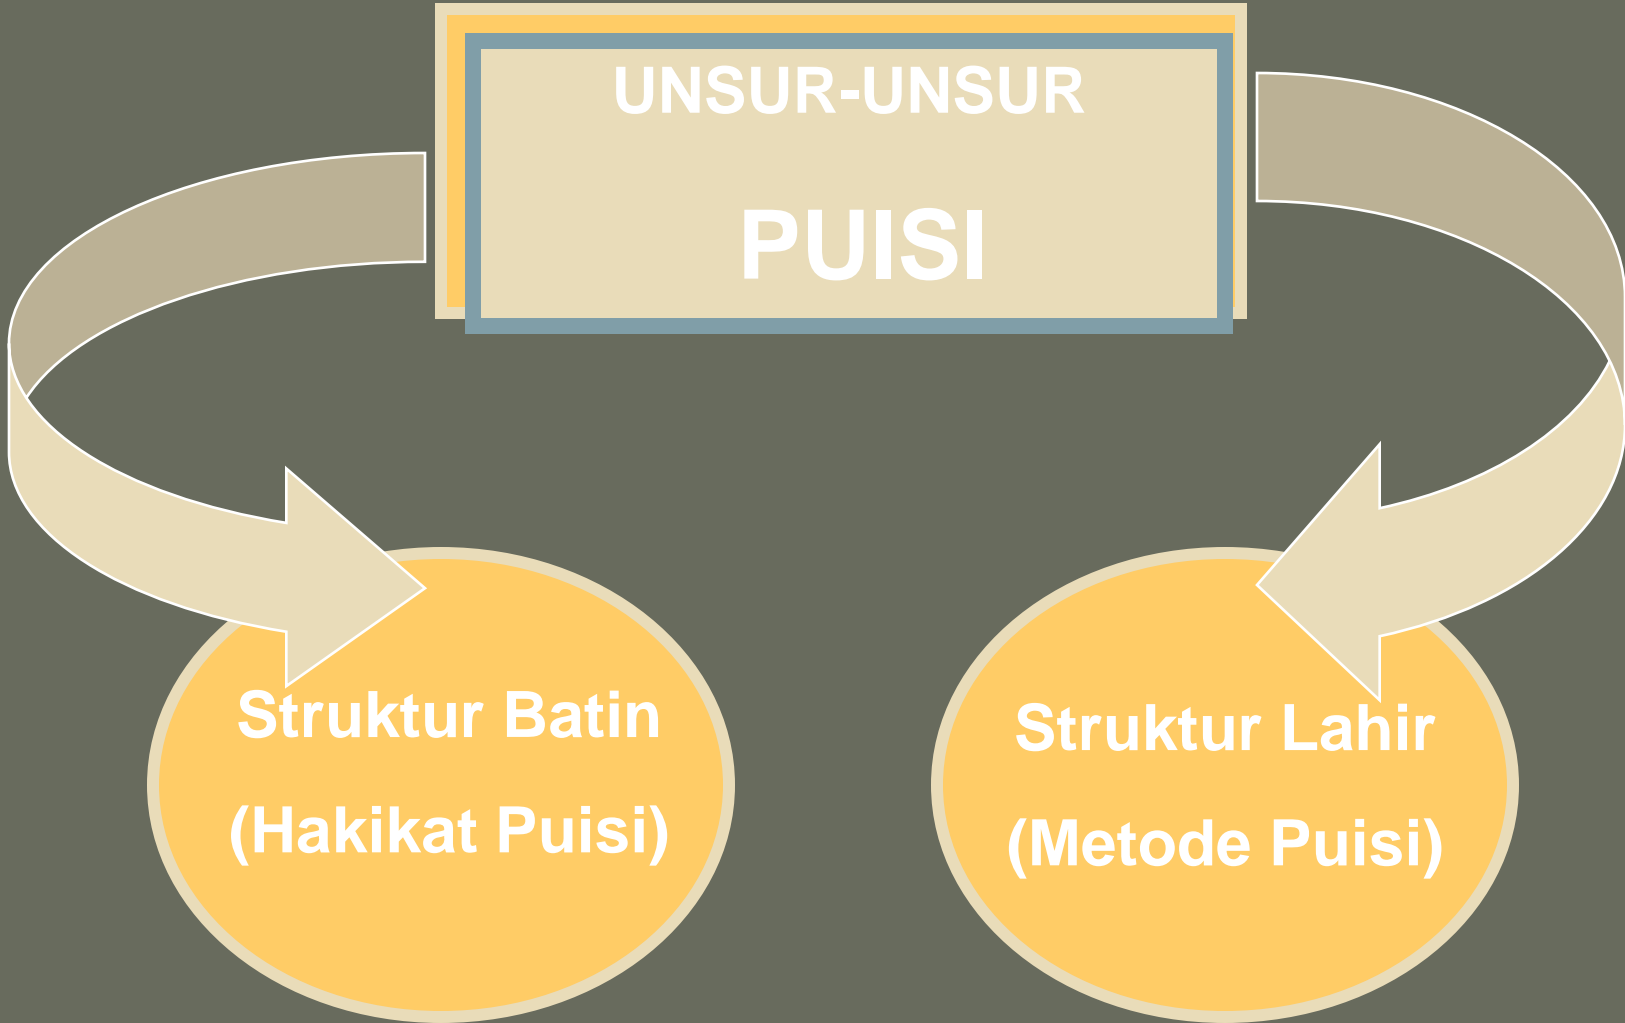 UNSUR-UNSUR
PUISI
Struktur Batin
(Hakikat Puisi)
Struktur Lahir
(Metode Puisi)